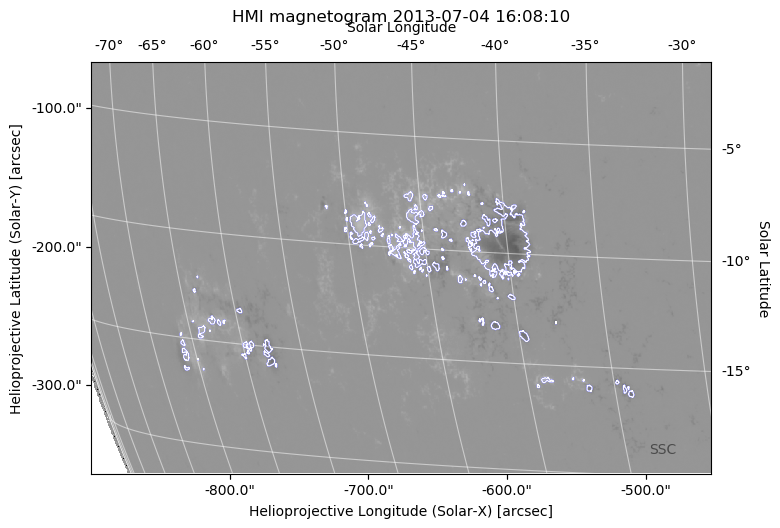 HMI magnetogram 2013-07-04 16:08:10
Solar Longitude
-70° -65° -60° -55° -50° -45° -40° -35° -30°
-100.0"
-5°
-200.0"
-10°
-300.0"
-15°
Helioprojective Latitude (Solar-Y) [arcsec]
Solar Latitude
SSC
-800.0" -700.0" -600.0" -500.0"
Helioprojective Longitude (Solar-X) [arcsec]